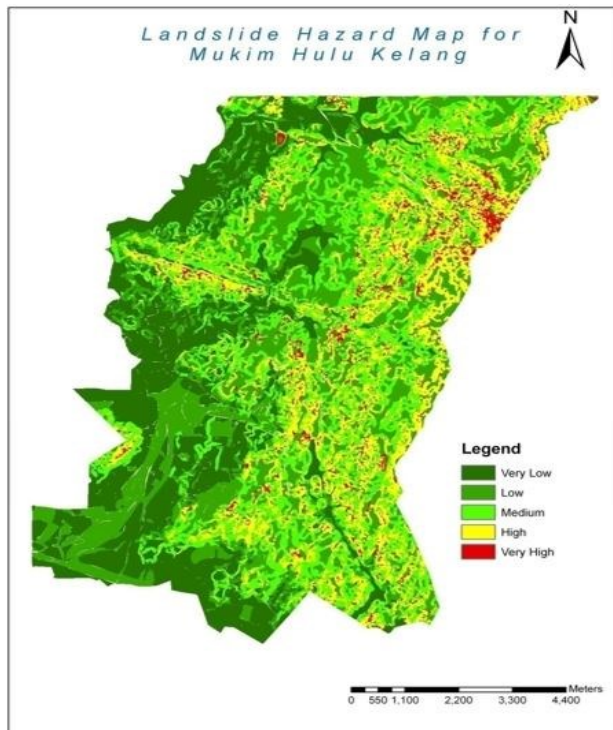 Landslide Hazard Map for
Mukim Hulu Kelang
N
Legend
Very Low
Low
Medium
High
Very High
Meters
0 550 1,100 2,200 3,300 4,400